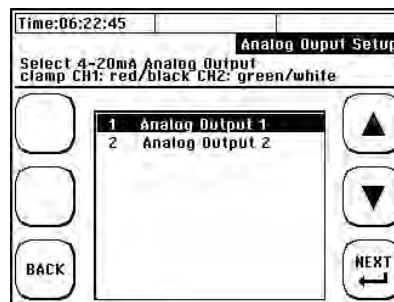 Time:06:22:45
Analog Ouput Setup
Select 4-20mA Analog Output
clamp CH1: red/black CH2: green/white
1 Analog Output 1
2 Analog Output 2
BACK
NEXT